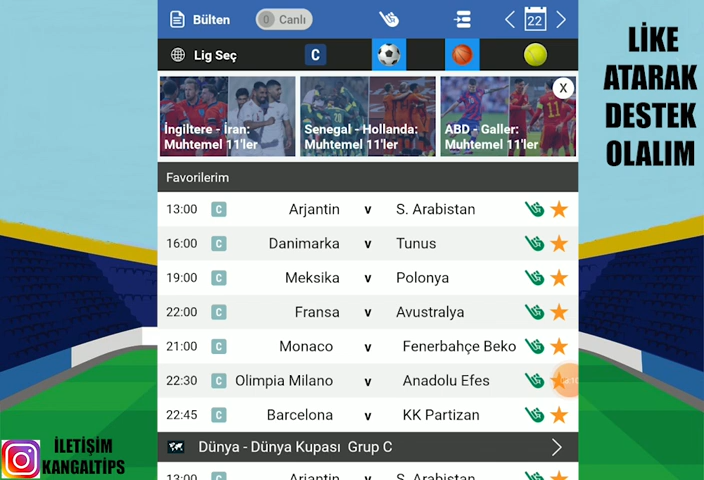 Bülten
0 Canlı
22
LİKE
ATARAK
DESTEK
OLALIM
Lig Seç
C
X
İngiltere - İran:
Muhtemel 11'ler
Senegal - Hollanda:
Muhtemel 11'ler
ABD - Galler:
Muhtemel 11'ler
Favorilerim
13:00 C Arjantin v S. Arabistan
16:00 C Danimarka v Tunus
19:00 C Meksika v Polonya
22:00 C Fransa v Avustralya
21:00 C Monaco v Fenerbahçe Beko
22:30 C Olimpia Milano v Anadolu Efes
22:45 C Barcelona v KK Partizan
Dünya - Dünya Kupası Grup C
13:00 C Arjantin v S. Arabistan
İLETİŞİM
KANGALTİPS